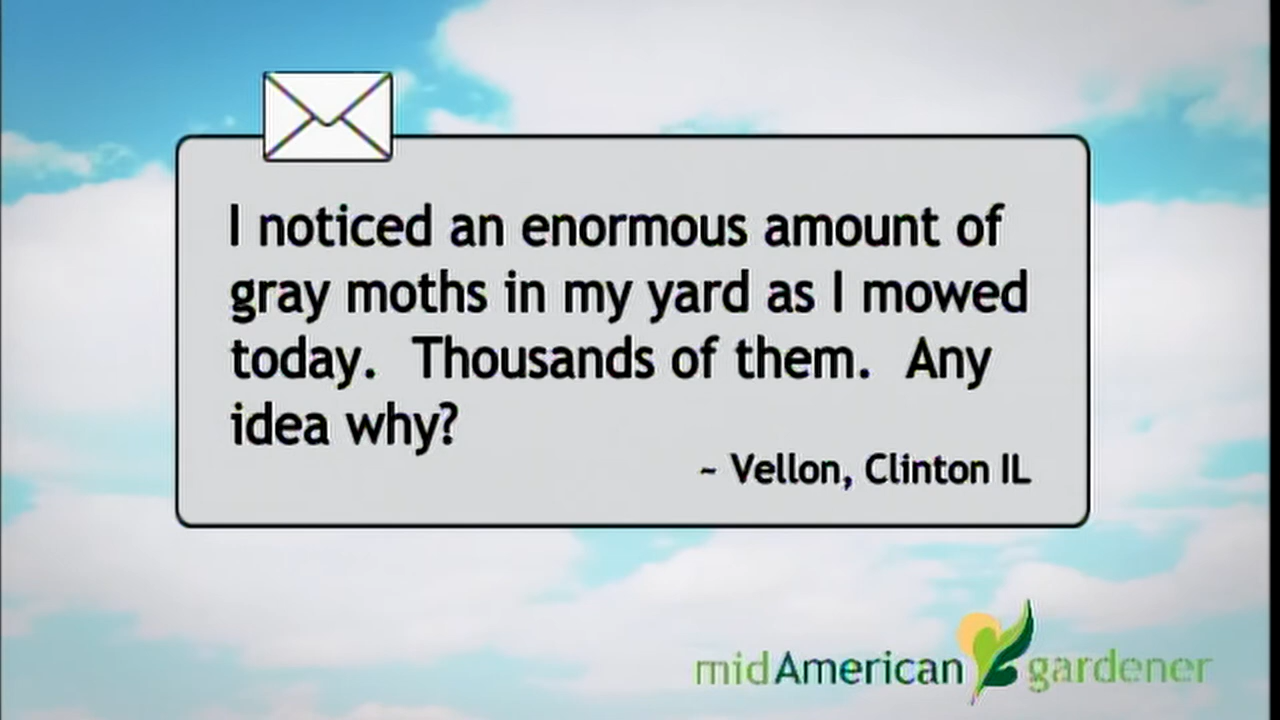 I noticed an enormous amount of
gray moths in my yard as I mowed
today.  Thousands of them.  Any
idea why?
~ Vellon, Clinton IL
midAmerican gardener